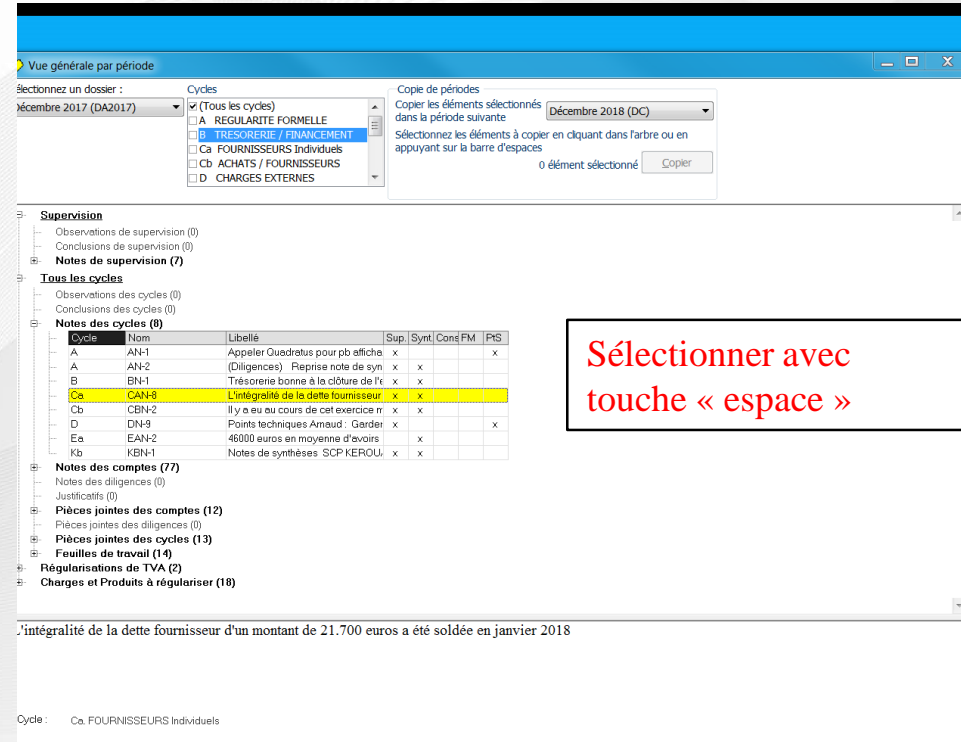 Vue générale par période
électionnez un dossier :
Cycles
Copie de périodes
écembre 2017 (DA2017)
(Tous les cycles)
A REGULARITE FORMELLE
B TRESORERIE / FINANCEMENT
Ca FOURNISSEURS Individuels
Cb ACHATS / FOURNISSEURS
D CHARGES EXTERNES
Copier les éléments sélectionnés
dans la période suivante
Décembre 2018 (DC)
Sélectionnez les éléments à copier en cliquant dans l'arbre ou en
appuyant sur la barre d'espaces
0 élément sélectionné Copier
Supervision
Observations de supervision (0)
Conclusions de supervision (0)
Notes de supervision (7)
Tous les cycles
Observations des cycles (0)
Conclusions des cycles (0)
Notes des cycles (8)
Cycle Nom Libellé Sup. Synt. Cons FM PtS
A AN-1 Appeler Quadratus pour pb afficha x x
A AN-2 (Diligences) Reprise note de syn x x
B BN-1 Trésorerie bonne à la clôture de l'e x x
Ca CAN-8 L'intégralité de la dette fournisseur x x
Cb CBN-2 Il y a eu au cours de cet exercice m x x
D DN-9 Points techniques Arnaud : Garder x x
Ea EAN-2 46000 euros en moyenne d'avoirs x
Kb KBN-1 Notes de synthèses SCP KEROU x x
Notes des comptes (77)
Notes des diligences (0)
Justificatifs (0)
Pièces jointes des comptes (12)
Pièces jointes des diligences (0)
Pièces jointes des cycles (13)
Feuilles de travail (14)
Régularisations de TVA (2)
Charges et Produits à régulariser (18)
Sélectionner avec
touche « espace »
L'intégralité de la dette fournisseur d'un montant de 21.700 euros a été soldée en janvier 2018
Cycle : Ca. FOURNISSEURS Individuels